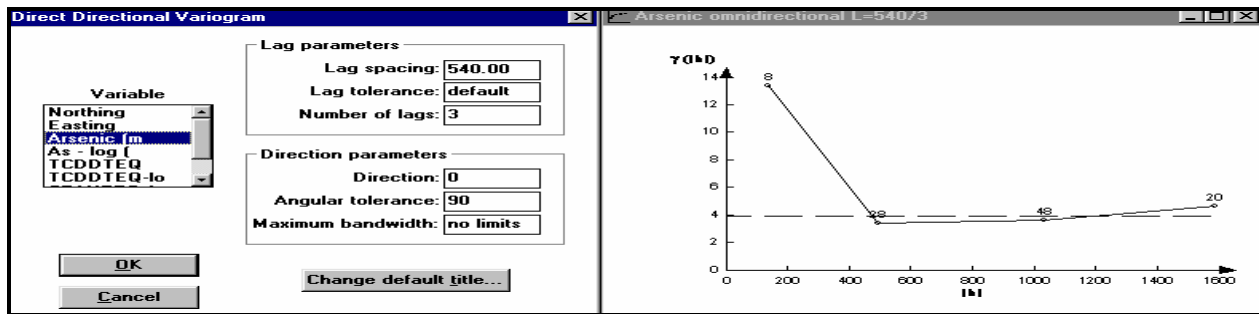 Direct Directional Variogram
Variable
Northing
Easting
Arsenic (m
As - log (
TCDDTEQ
TCDDTEQ-lo
Lag parameters
Lag spacing: 540.00
Lag tolerance: default
Number of lags: 3
Direction parameters
Direction: 0
Angular tolerance: 90
Maximum bandwidth: no limits
OK
Cancel
Change default title...
Arsenic omnidirectional L=540/3
γ(|h|)
14
12
10
8
6
4
2
0
8
28
48
20
0 200 400 600 800 1000 1200 1400 1600
|h|